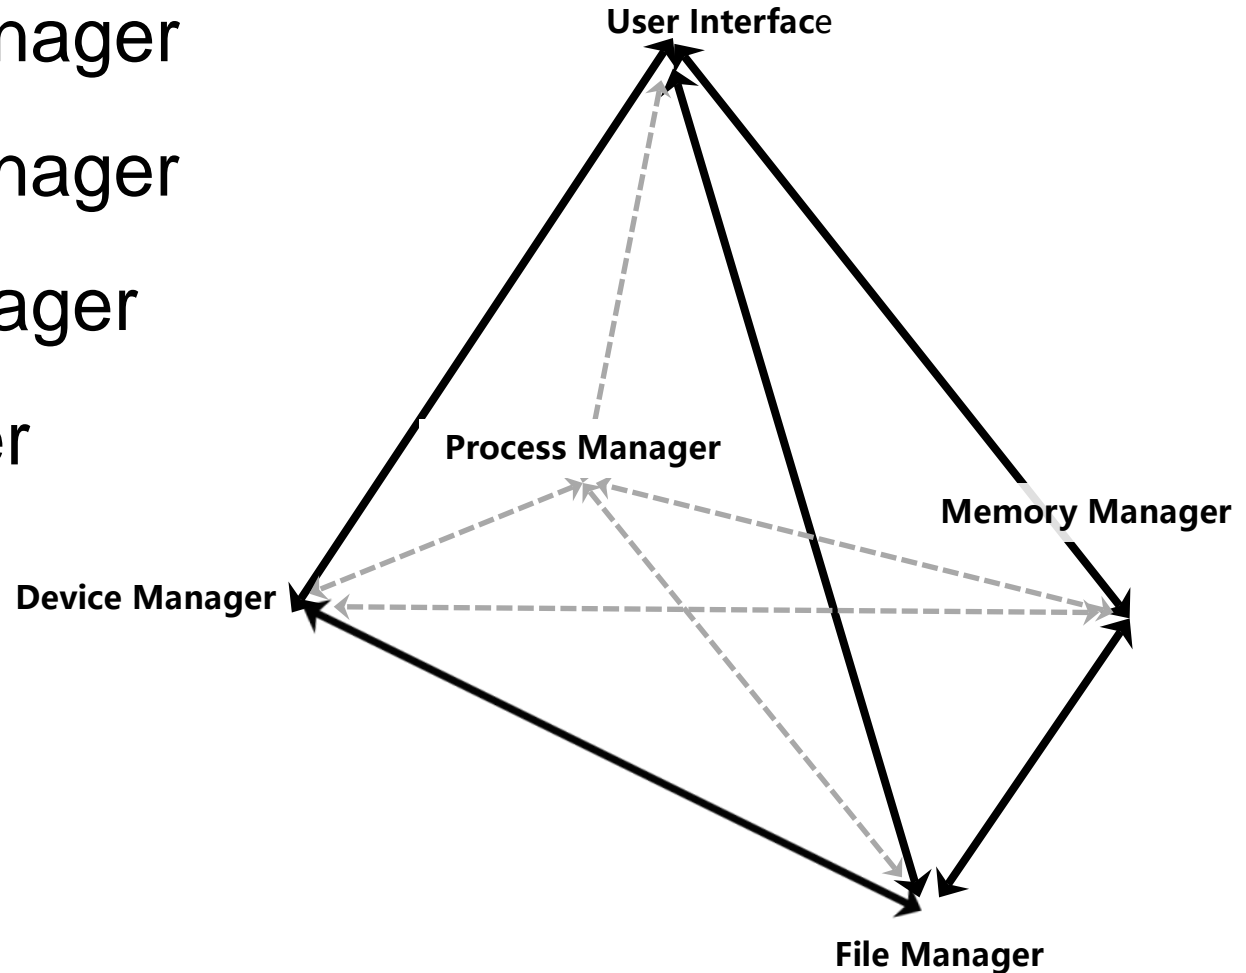 nager
nager
ager
er
User Interface
Process Manager
Memory Manager
Device Manager
File Manager